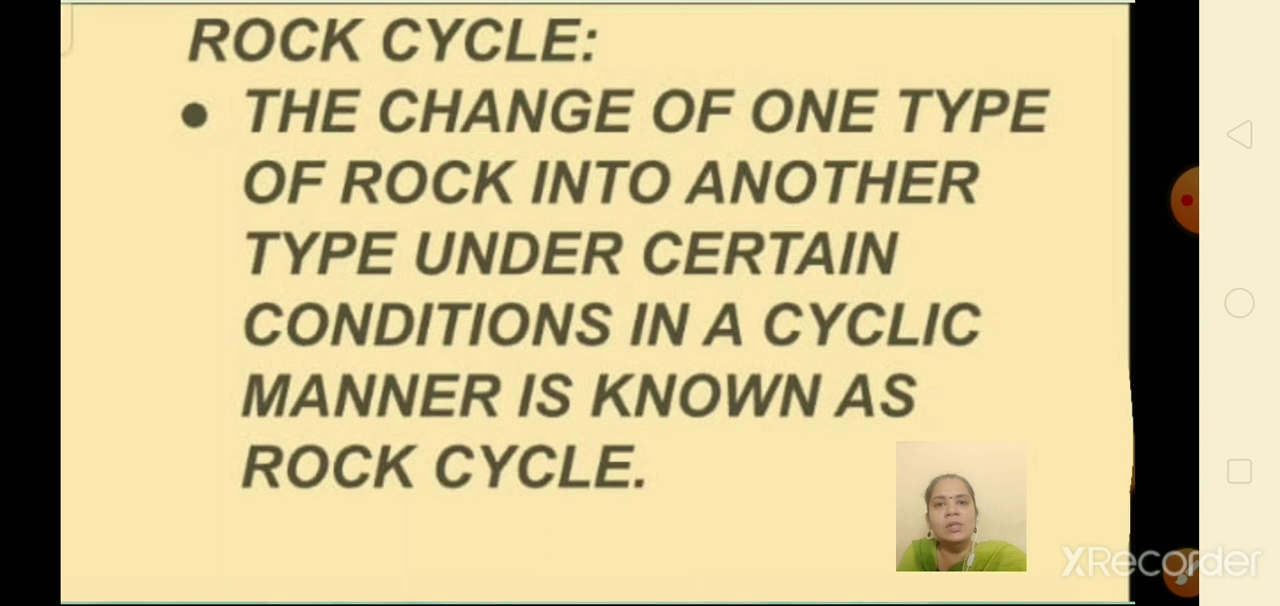 ROCK CYCLE:
● THE CHANGE OF ONE TYPE
OF ROCK INTO ANOTHER
TYPE UNDER CERTAIN
CONDITIONS IN A CYCLIC
MANNER IS KNOWN AS
ROCK CYCLE.
XRecorder